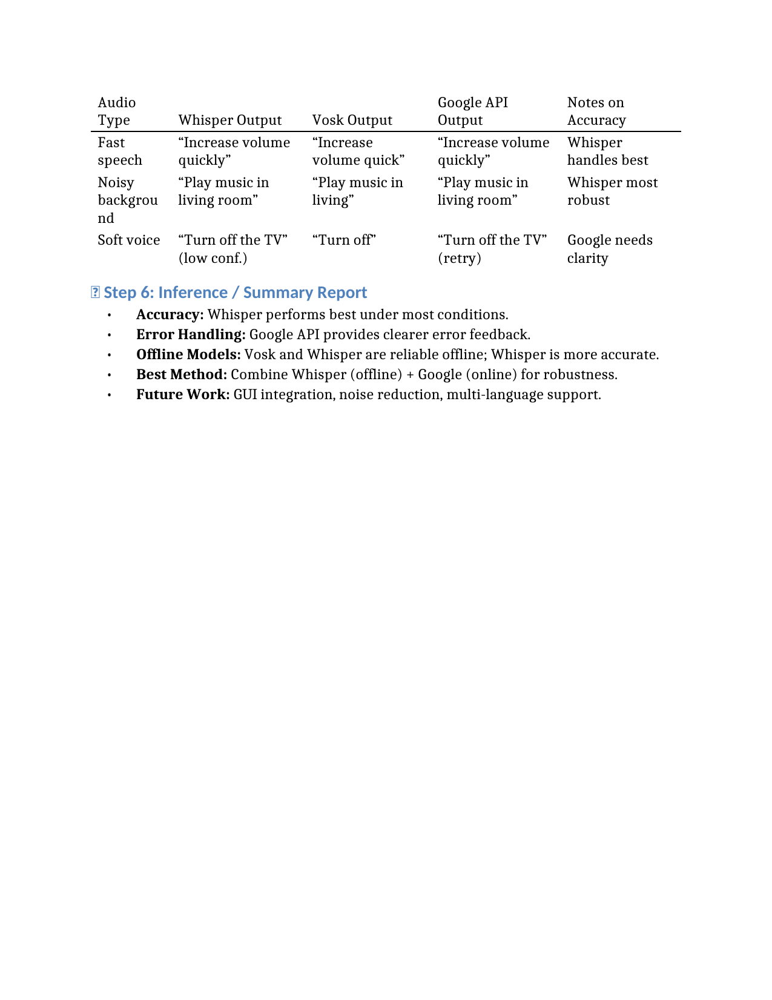 Audio Type | Whisper Output | Vosk Output | Google API Output | Notes on Accuracy
Fast speech | “Increase volume quickly” | “Increase volume quick” | “Increase volume quickly” | Whisper handles best
Noisy background | “Play music in living room” | “Play music in living” | “Play music in living room” | Whisper most robust
Soft voice | “Turn off the TV” (low conf.) | “Turn off” | “Turn off the TV” (retry) | Google needs clarity
Step 6: Inference / Summary Report
• Accuracy: Whisper performs best under most conditions.
• Error Handling: Google API provides clearer error feedback.
• Offline Models: Vosk and Whisper are reliable offline; Whisper is more accurate.
• Best Method: Combine Whisper (offline) + Google (online) for robustness.
• Future Work: GUI integration, noise reduction, multi-language support.